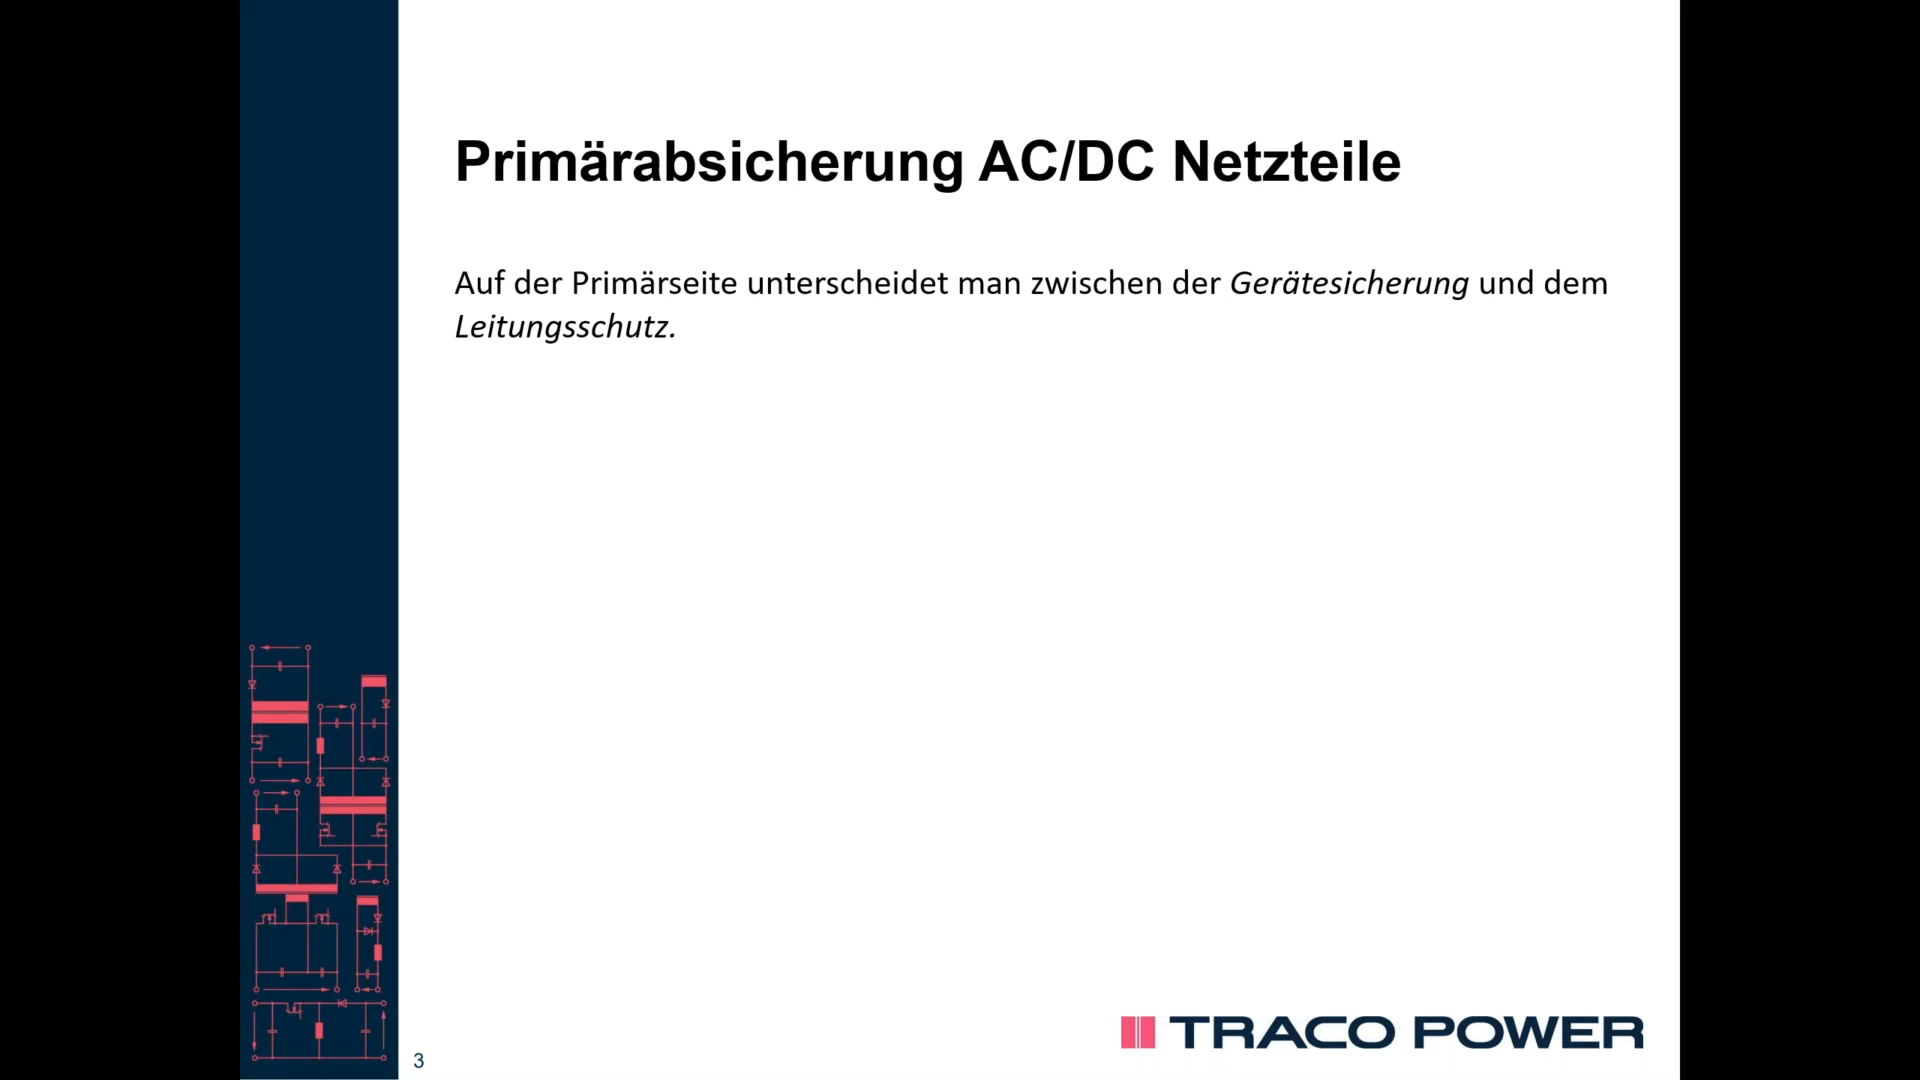 Primärabsicherung AC/DC Netzteile
Auf der Primärseite unterscheidet man zwischen der Gerätesicherung und dem
Leitungsschutz.
TRACO POWER
3